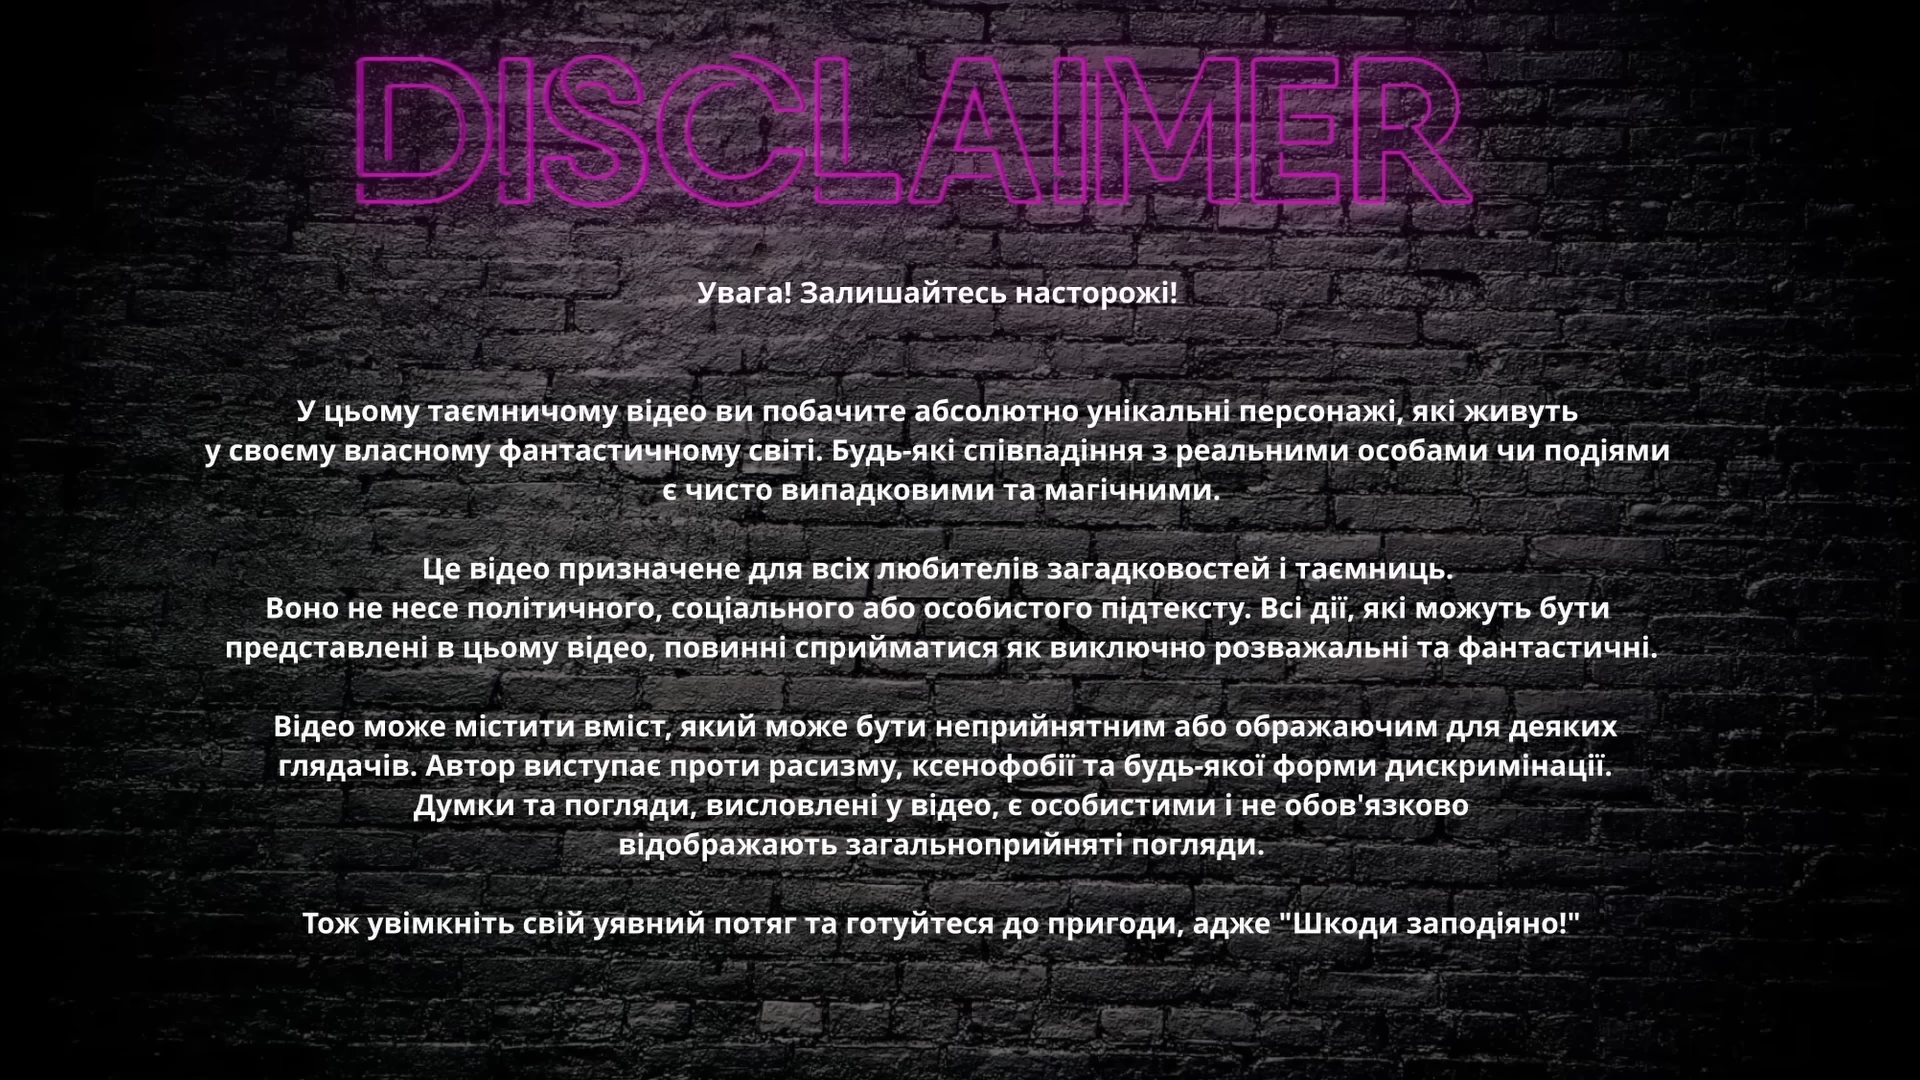 DISCLAIMER
Увага! Залишайтесь насторожі!
У цьому таємничому відео ви побачите абсолютно унікальні персонажі, які живуть
у своєму власному фантастичному світі. Будь-які співпадіння з реальними особами чи подіями
є чисто випадковими та магічними.
Це відео призначене для всіх любителів загадковостей і таємниць.
Воно не несе політичного, соціального або особистого підтексту. Всі дії, які можуть бути
представлені в цьому відео, повинні сприйматися як виключно розважальні та фантастичні.
Відео може містити вміст, який може бути неприйнятним або ображаючим для деяких
глядачів. Автор виступає проти расизму, ксенофобії та будь-якої форми дискримінації.
Думки та погляди, висловлені у відео, є особистими і не обов'язково
відображають загальноприйняті погляди.
Тож увімкніть свій уявний потяг та готуйтеся до пригоди, адже "Шкоди заподіяно!"